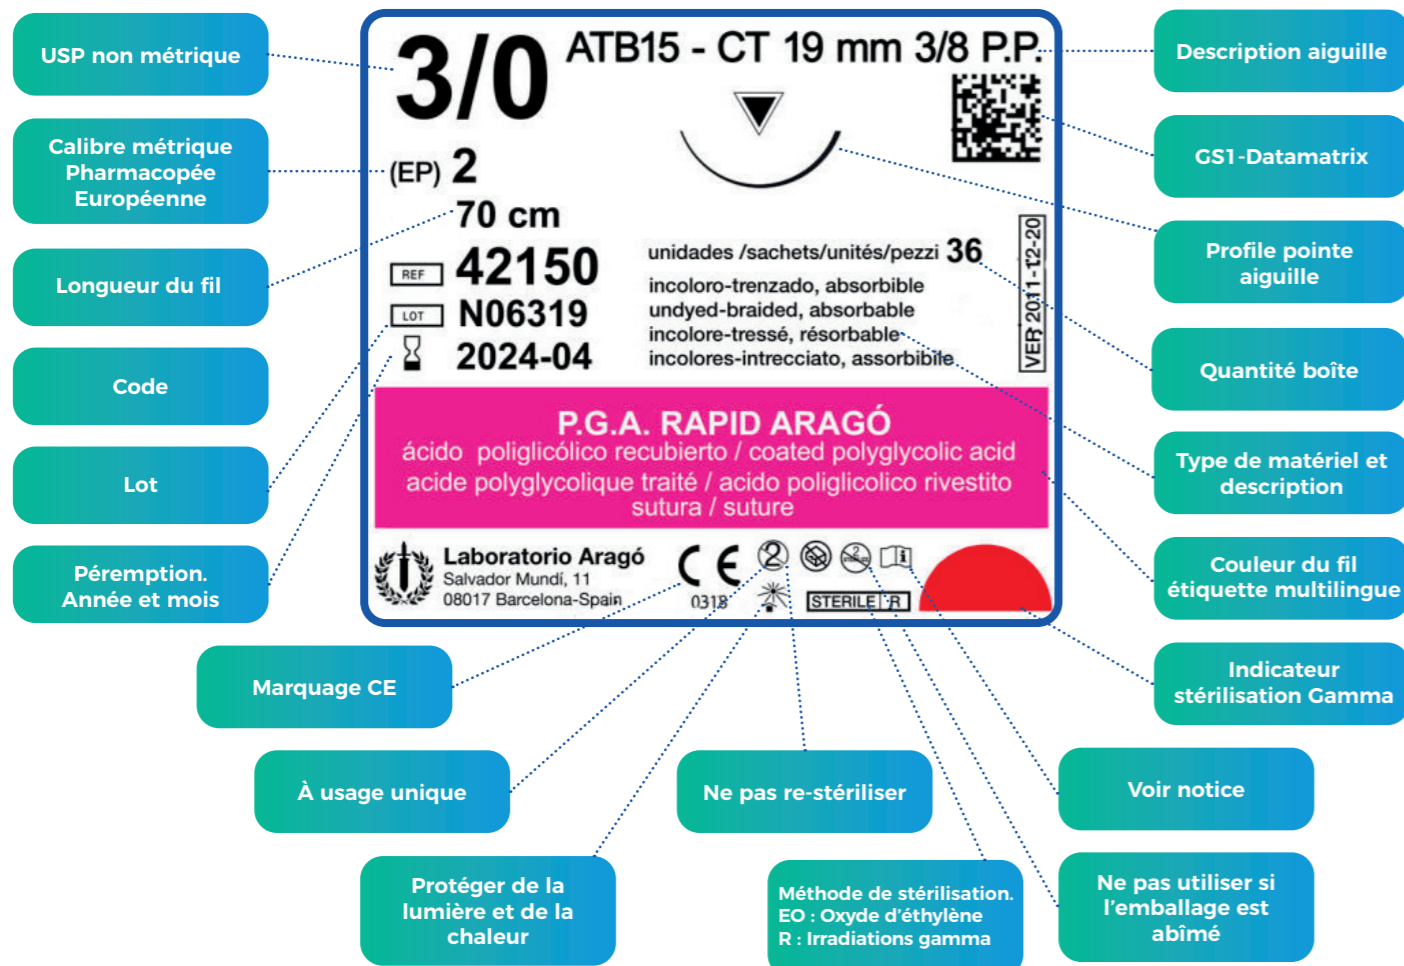 USP non métrique
Calibre métrique
Pharmacopée
Européenne
Longueur du fil
Code
Lot
Péremption.
Année et mois
3/0
ATB15 - CT 19 mm 3/8 P.P.
(EP) 2
70 cm
REF 42150
LOT N06319
2024-04
unidades /sachets/unités/pezzi 36
incoloro-trenzado, absorbible
undyed-braided, absorbable
incolore-tressé, résorbable
incolores-intrecciato, assorbibile
VER 2011-12-20
P.G.A. RAPID ARAGÓ
ácido poliglicólico recubierto / coated polyglycolic acid
acide polyglycolique traité / acido poliglicolico rivestito
sutura / suture
Laboratorio Aragó
Salvador Mundí, 11
08017 Barcelona-Spain
CE
0318
2
2
i
STERILE R
Description aiguille
GS1-Datamatrix
Profile pointe
aiguille
Quantité boîte
Type de matériel et
description
Couleur du fil
étiquette multilingue
Indicateur
stérilisation Gamma
Marquage CE
À usage unique
Ne pas re-stériliser
Voir notice
Protéger de la
lumière et de la
chaleur
Méthode de stérilisation.
EO : Oxyde d'éthylène
R : Irradiations gamma
Ne pas utiliser si
l'emballage est
abîmé